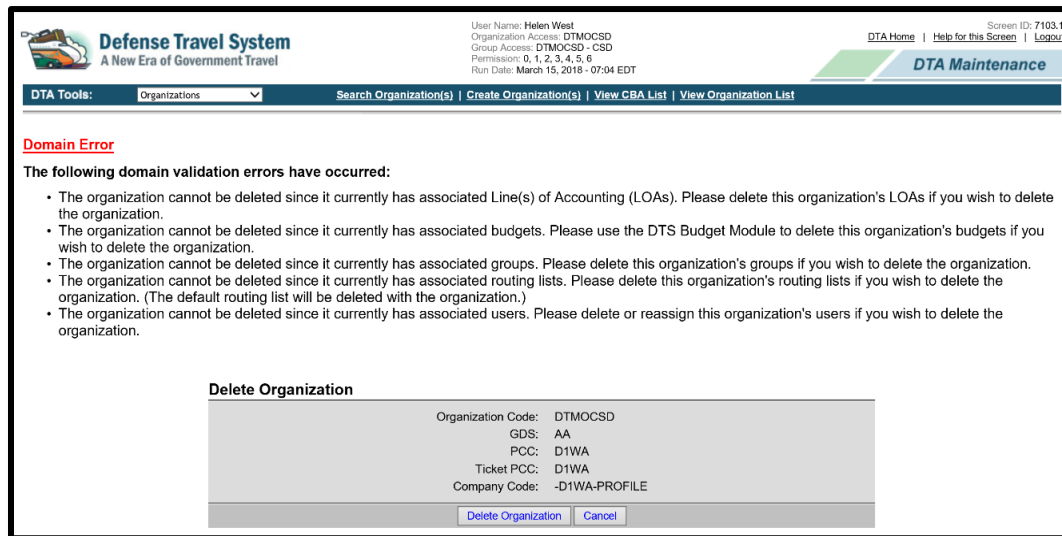 Defense Travel System
A New Era of Government Travel
User Name: Helen West
Organization Access: DTMOCSD
Group Access: DTMOCSD - CSD
Permission: 0, 1, 2, 3, 4, 5, 6
Run Date: March 15, 2018 - 07:04 EDT
Screen ID: 7103.1
DTA Home | Help for this Screen | Logout
DTA Maintenance
DTA Tools: Organizations Search Organization(s) | Create Organization(s) | View CBA List | View Organization List
Domain Error
The following domain validation errors have occurred:
• The organization cannot be deleted since it currently has associated Line(s) of Accounting (LOAs). Please delete this organization's LOAs if you wish to delete
the organization.
• The organization cannot be deleted since it currently has associated budgets. Please use the DTS Budget Module to delete this organization's budgets if you
wish to delete the organization.
• The organization cannot be deleted since it currently has associated groups. Please delete this organization's groups if you wish to delete the organization.
• The organization cannot be deleted since it currently has associated routing lists. Please delete this organization's routing lists if you wish to delete the
organization. (The default routing list will be deleted with the organization.)
• The organization cannot be deleted since it currently has associated users. Please delete or reassign this organization's users if you wish to delete the
organization.
Delete Organization
Organization Code: DTMOCSD
GDS: AA
PCC: D1WA
Ticket PCC: D1WA
Company Code: -D1WA-PROFILE
Delete Organization Cancel